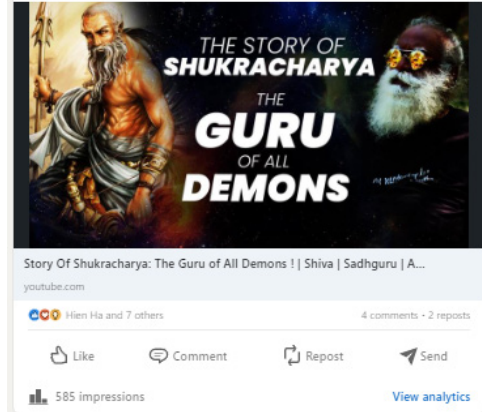 THE STORY OF
SHUKRACHARYA
THE
GURU
OF ALL
DEMONS
Story Of Shukracharya: The Guru of All Demons ! | Shiva | Sadhguru | A...
youtube.com
Hien Ha and 7 others
4 comments • 2 reposts
Like
Comment
Repost
Send
585 impressions
View analytics